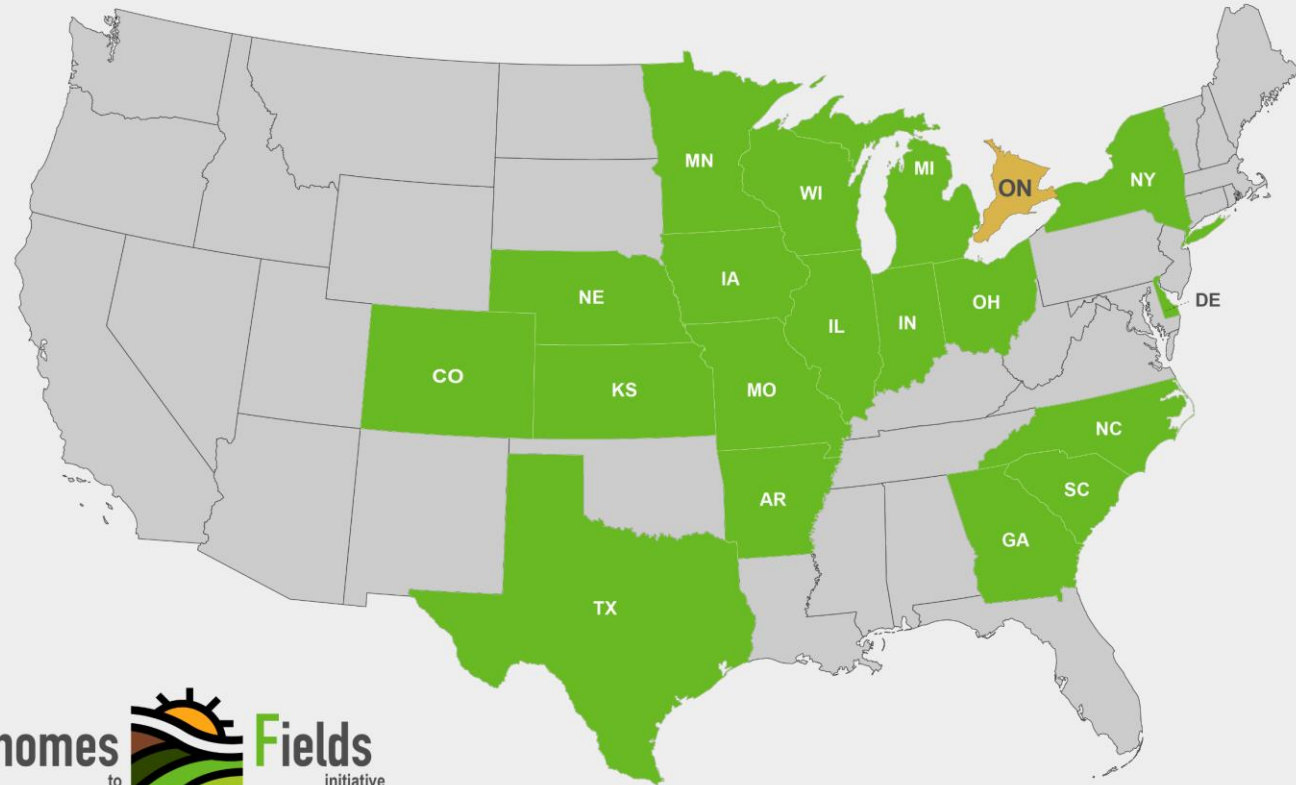 MN
WI
MI
ON
NY
IA
NE
OH
IL
IN
DE
CO
KS
MO
NC
AR
SC
GA
TX
Fields
to
initiative